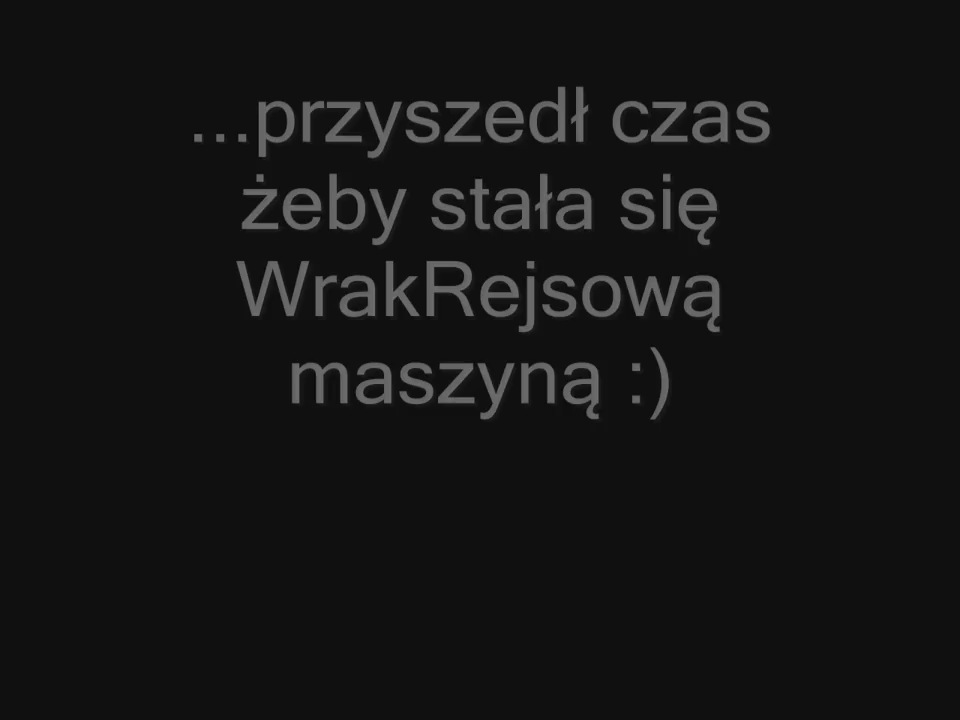 ...przyszedł czas
żeby stała się
WrakRejsową
maszyną :)